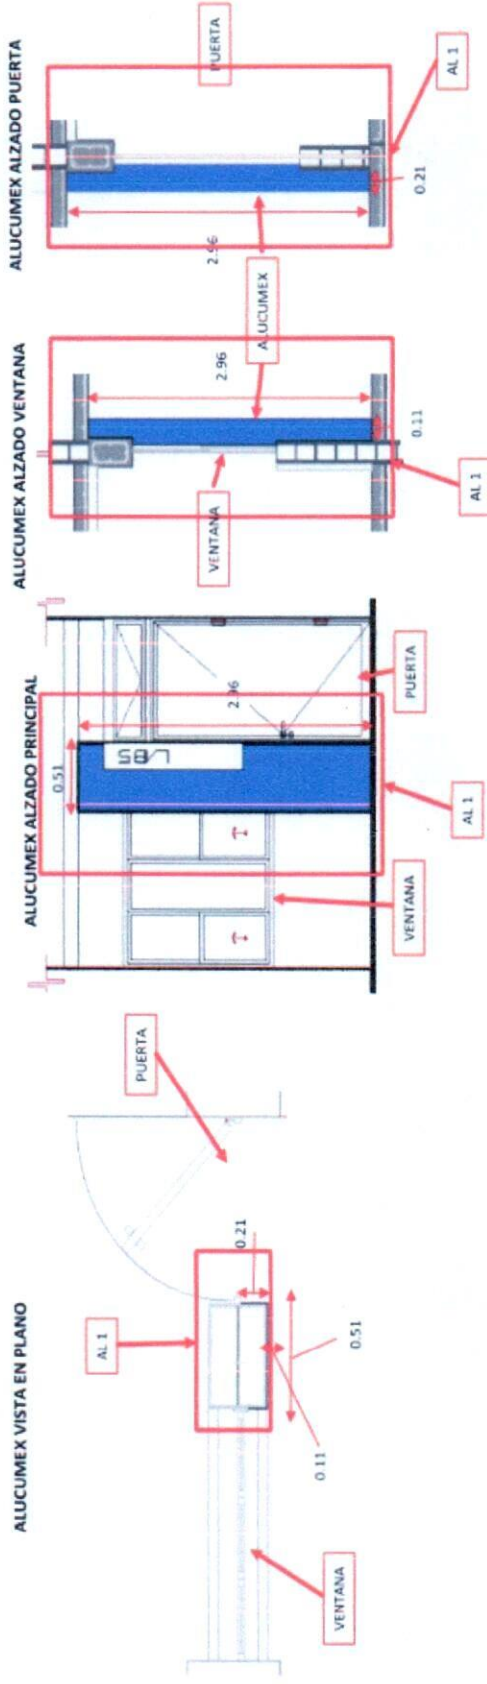 ALUCUMEX VISTA EN PLANO
AL 1
PUERTA
0.21
0.51
0.11
VENTANA
ALUCUMEX ALZADO PRINCIPAL
0.51
L/85
2.96
PUERTA
AL 1
VENTANA
ALUCUMEX ALZADO VENTANA
2.96
VENTANA
ALUCUMEX
0.11
AL 1
ALUCUMEX ALZADO PUERTA
PUERTA
2.96
0.21
AL 1